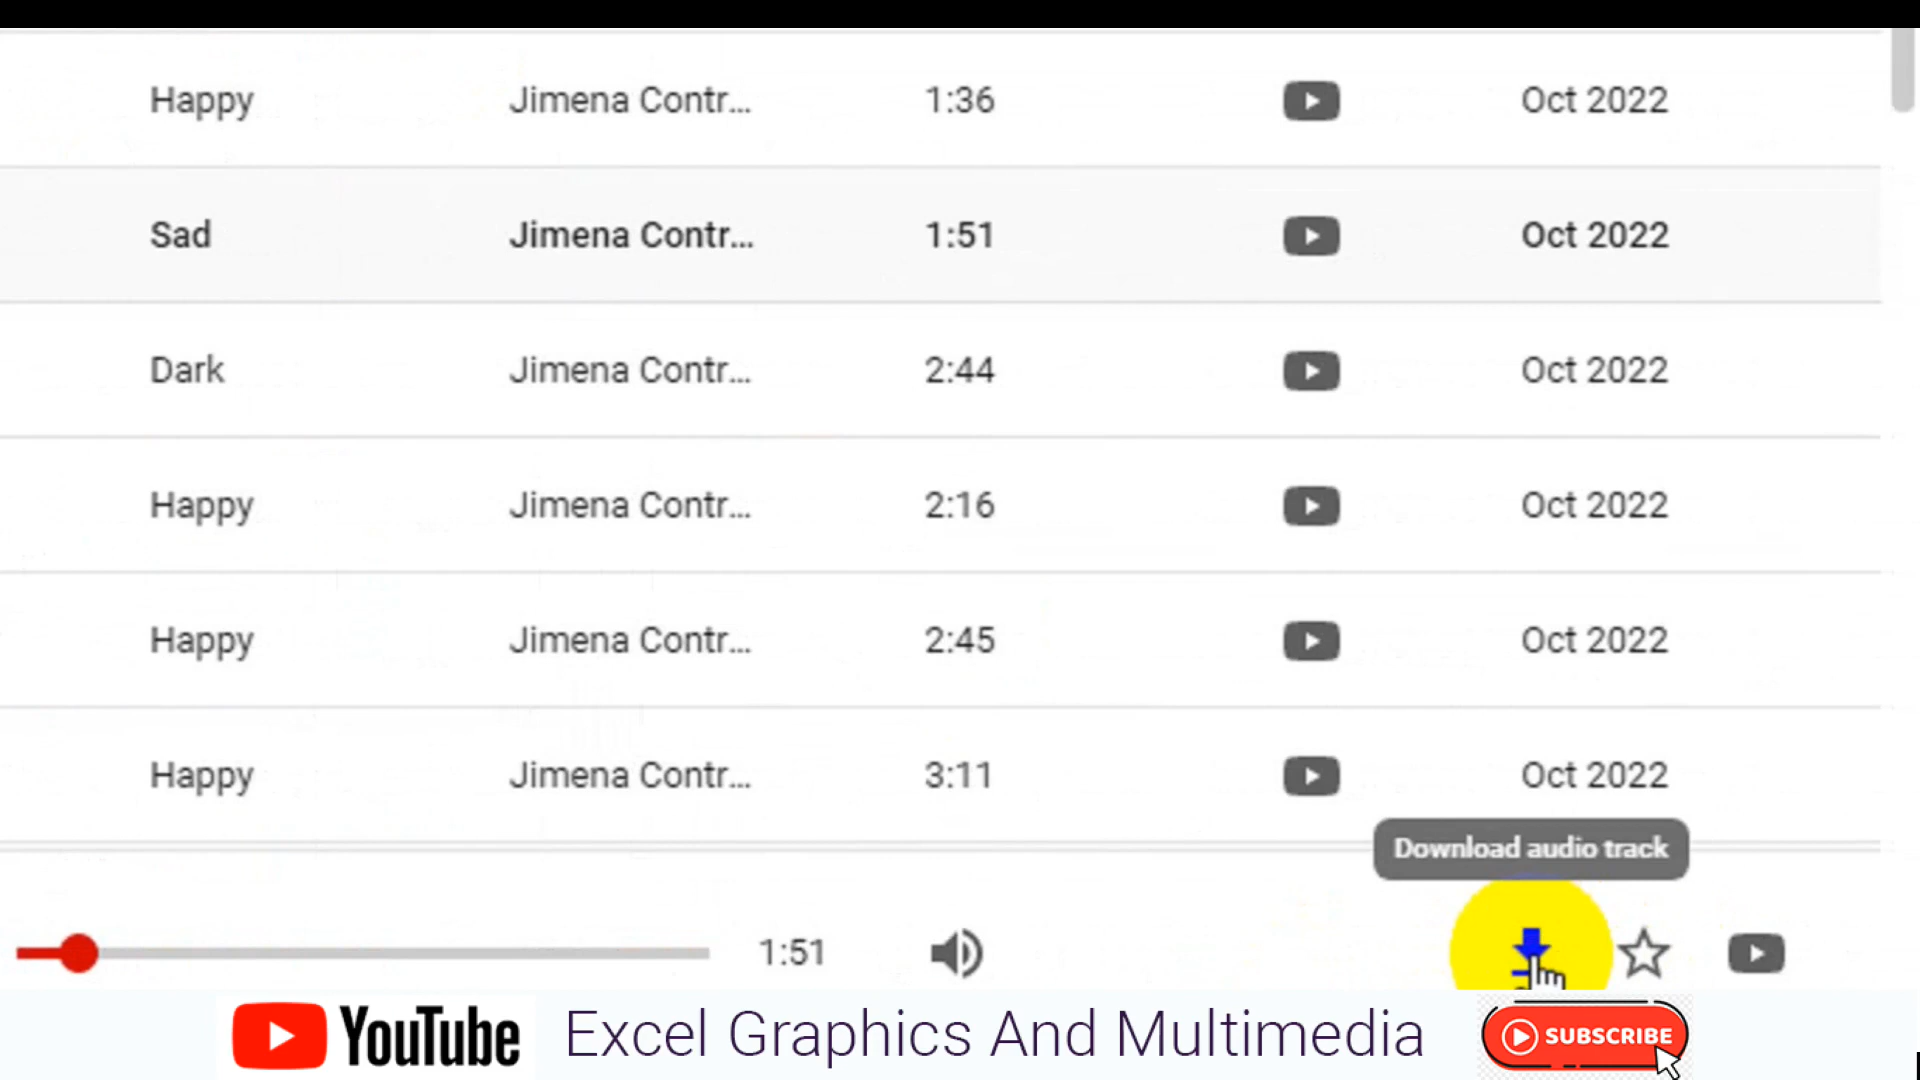 Happy Jimena Contr... 1:36 Oct 2022
Sad Jimena Contr... 1:51 Oct 2022
Dark Jimena Contr... 2:44 Oct 2022
Happy Jimena Contr... 2:16 Oct 2022
Happy Jimena Contr... 2:45 Oct 2022
Happy Jimena Contr... 3:11 Oct 2022
Download audio track
1:51
YouTube Excel Graphics And Multimedia SUBSCRIBE